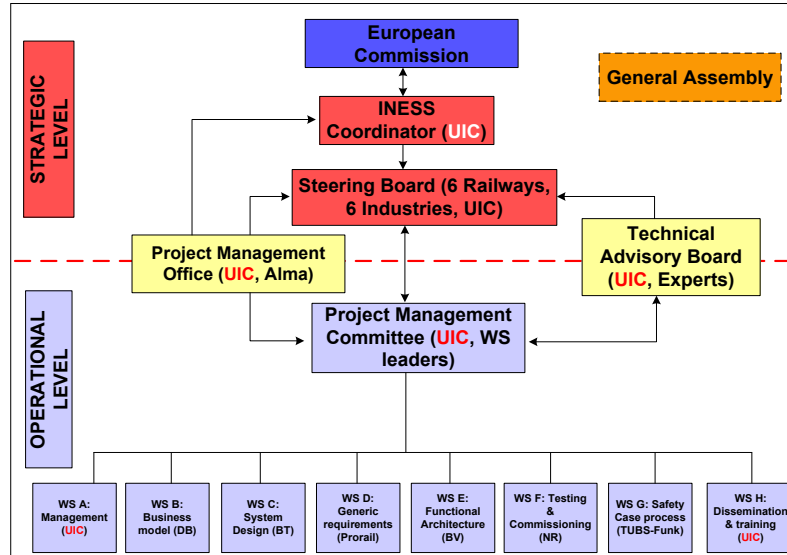 European
Commission
General Assembly
STRATEGIC
LEVEL
INESS
Coordinator (UIC)
Steering Board (6 Railways,
6 Industries, UIC)
Project Management
Office (UIC, Alma)
Technical
Advisory Board
(UIC, Experts)
Project Management
Committee (UIC, WS
leaders)
OPERATIONAL
LEVEL
WS A:
Management
(UIC)
WS B:
Business
model (DB)
WS C:
System
Design (BT)
WS D:
Generic
requirements
(Prorail)
WS E:
Functional
Architecture
(BV)
WS F: Testing
&
Commissioning
(NR)
WS G: Safety
Case process
(TUBS-Funk)
WS H:
Dissemination
& training
(UIC)